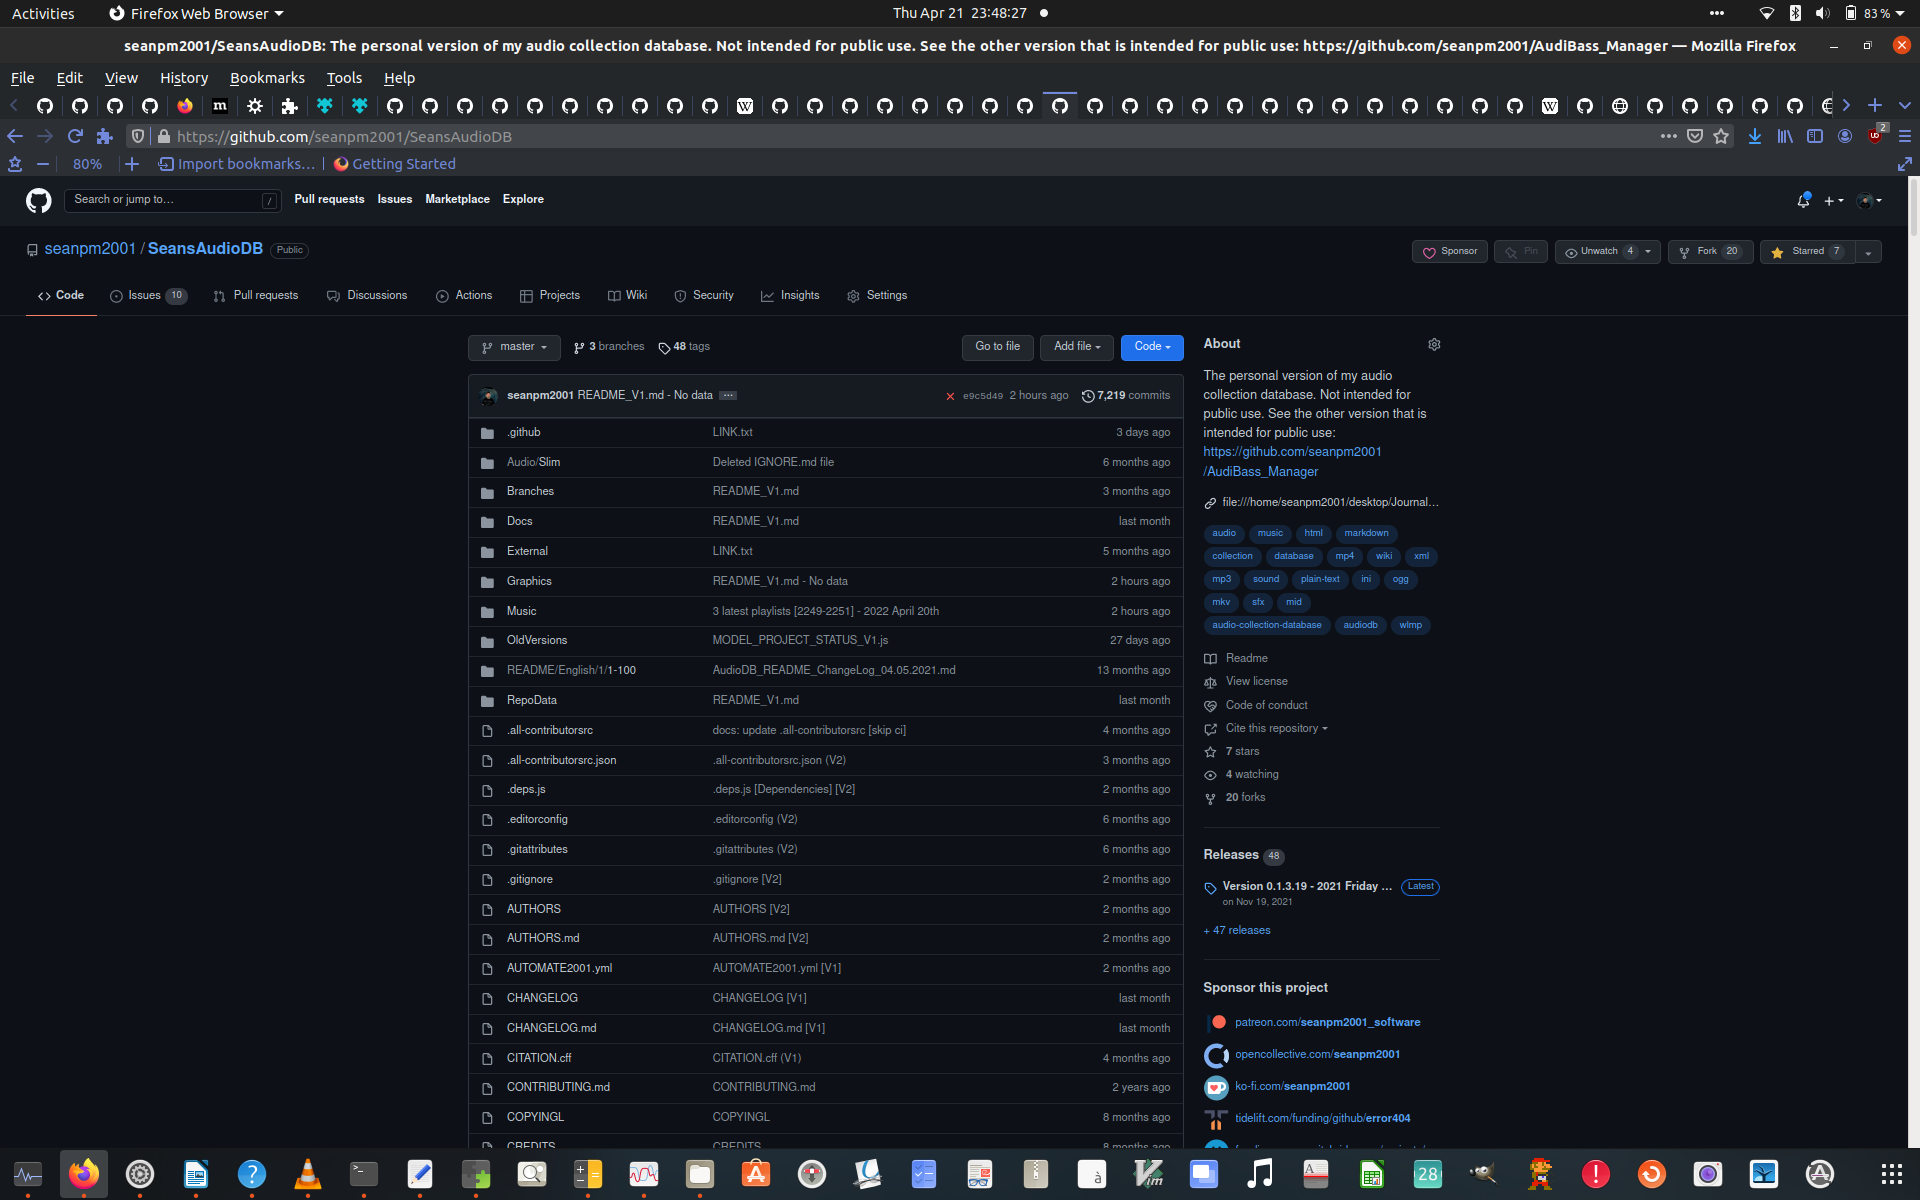 Activities
Firefox Web Browser
Thu Apr 21 23:48:27
83 %
seanpm2001/SeansAudioDB: The personal version of my audio collection database. Not intended for public use. See the other version that is intended for public use: https://github.com/seanpm2001/AudiBass_Manager — Mozilla Firefox
File Edit View History Bookmarks Tools Help
https://github.com/seanpm2001/SeansAudioDB
2
80%
Import bookmarks...
Getting Started
Search or jump to...
/
Pull requests Issues Marketplace Explore
seanpm2001 / SeansAudioDB Public
Sponsor
Pin
Unwatch 4
Fork 20
Starred 7
Code
Issues 10
Pull requests
Discussions
Actions
Projects
Wiki
Security
Insights
Settings
master
3 branches
48 tags
Go to file
Add file
Code
seanpm2001 README_V1.md - No data ...
e9c5d49 2 hours ago
7,219 commits
.github LINK.txt 3 days ago
Audio/Slim Deleted IGNORE.md file 6 months ago
Branches README_V1.md 3 months ago
Docs README_V1.md last month
External LINK.txt 5 months ago
Graphics README_V1.md - No data 2 hours ago
Music 3 latest playlists [2249-2251] - 2022 April 20th 2 hours ago
OldVersions MODEL_PROJECT_STATUS_V1.js 27 days ago
README/English/1/1-100 AudioDB_README_ChangeLog_04.05.2021.md 13 months ago
RepoData README_V1.md last month
.all-contributorsrc docs: update .all-contributorsrc [skip ci] 4 months ago
.all-contributorsrc.json .all-contributorsrc.json (V2) 3 months ago
.deps.js .deps.js [Dependencies] [V2] 2 months ago
.editorconfig .editorconfig (V2) 6 months ago
.gitattributes .gitattributes (V2) 6 months ago
.gitignore .gitignore [V2] 2 months ago
AUTHORS AUTHORS [V2] 2 months ago
AUTHORS.md AUTHORS.md [V2] 2 months ago
AUTOMATE2001.yml AUTOMATE2001.yml [V1] 2 months ago
CHANGELOG CHANGELOG [V1] last month
CHANGELOG.md CHANGELOG.md [V1] last month
CITATION.cff CITATION.cff (V1) 4 months ago
CONTRIBUTING.md CONTRIBUTING.md 2 years ago
COPYINGL COPYINGL 8 months ago
CREDITS CREDITS 8 months ago
About
The personal version of my audio
collection database. Not intended for
public use. See the other version that is
intended for public use:
https://github.com/seanpm2001
/AudiBass_Manager
file:///home/seanpm2001/desktop/Journal...
audio music html markdown
collection database mp4 wiki xml
mp3 sound plain-text ini ogg
mkv sfx mid
audio-collection-database audiodb wlmp
Readme
View license
Code of conduct
Cite this repository
7 stars
4 watching
20 forks
Releases 48
Version 0.1.3.19 - 2021 Friday ... Latest
on Nov 19, 2021
+ 47 releases
Sponsor this project
patreon.com/seanpm2001_software
opencollective.com/seanpm2001
ko-fi.com/seanpm2001
tidelift.com/funding/github/error404
28